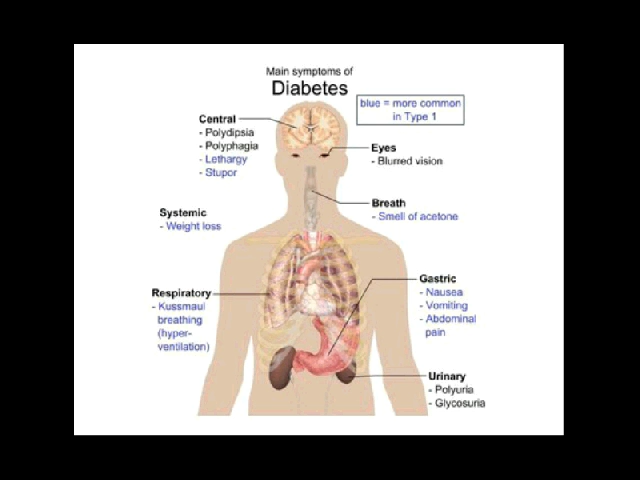 Main symptoms of
Diabetes
blue = more common
in Type 1
Central
- Polydipsia
- Polyphagia
- Lethargy
- Stupor
Eyes
- Blurred vision
Breath
- Smell of acetone
Systemic
- Weight loss
Respiratory
- Kussmaul
breathing
(hyper-
ventilation)
Gastric
- Nausea
- Vomiting
- Abdominal
pain
Urinary
- Polyuria
- Glycosuria